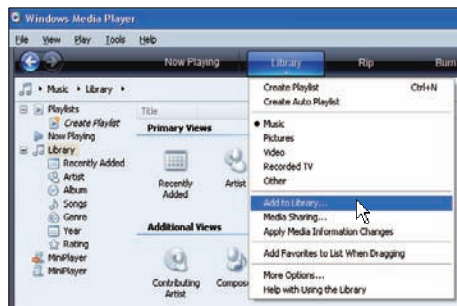 Windows Media Player
File View Play Tools Help
Now Playing Library Rip Burn
Music Library
Playlists
Create Playlist
Now Playing
Library
Recently Added
Artist
Album
Songs
Genre
Year
Rating
MiniPlayer
MiniPlayer
Title
Primary Views
Recently Added
Artist
Additional Views
Contributing Artist
Compos
Create Playlist Ctrl+N
Create Auto Playlist
Music
Pictures
Video
Recorded TV
Other
Add to Library...
Media Sharing...
Apply Media Information Changes
Add Favorites to List When Dragging
More Options...
Help with Using the Library